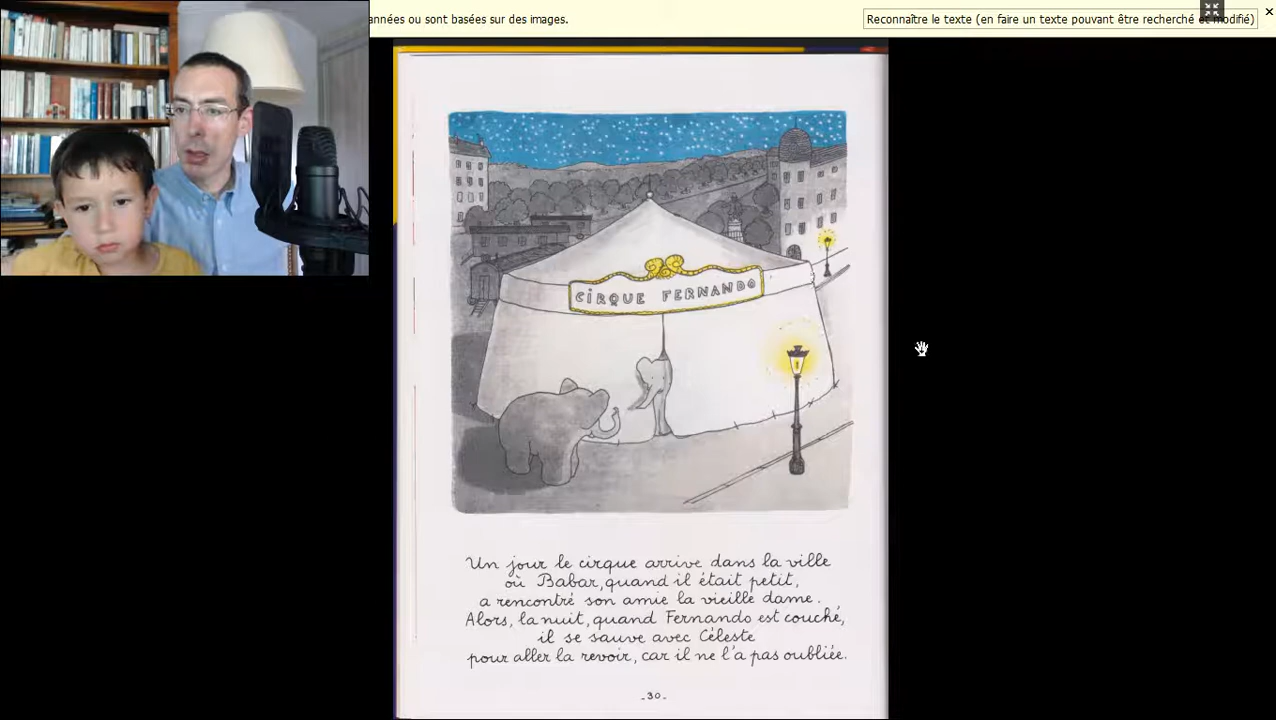 années ou sont basées sur des images.
Reconnaître le texte (en faire un texte pouvant être recherché et modifié)
CIRQUE FERNANDO
Un jour le cirque arrive dans la ville
où Babar, quand il était petit,
a rencontré son amie la vieille dame.
Alors, la nuit, quand Fernando est couché,
il se sauve avec Céleste
pour aller la revoir, car il ne l'a pas oubliée.
_30_